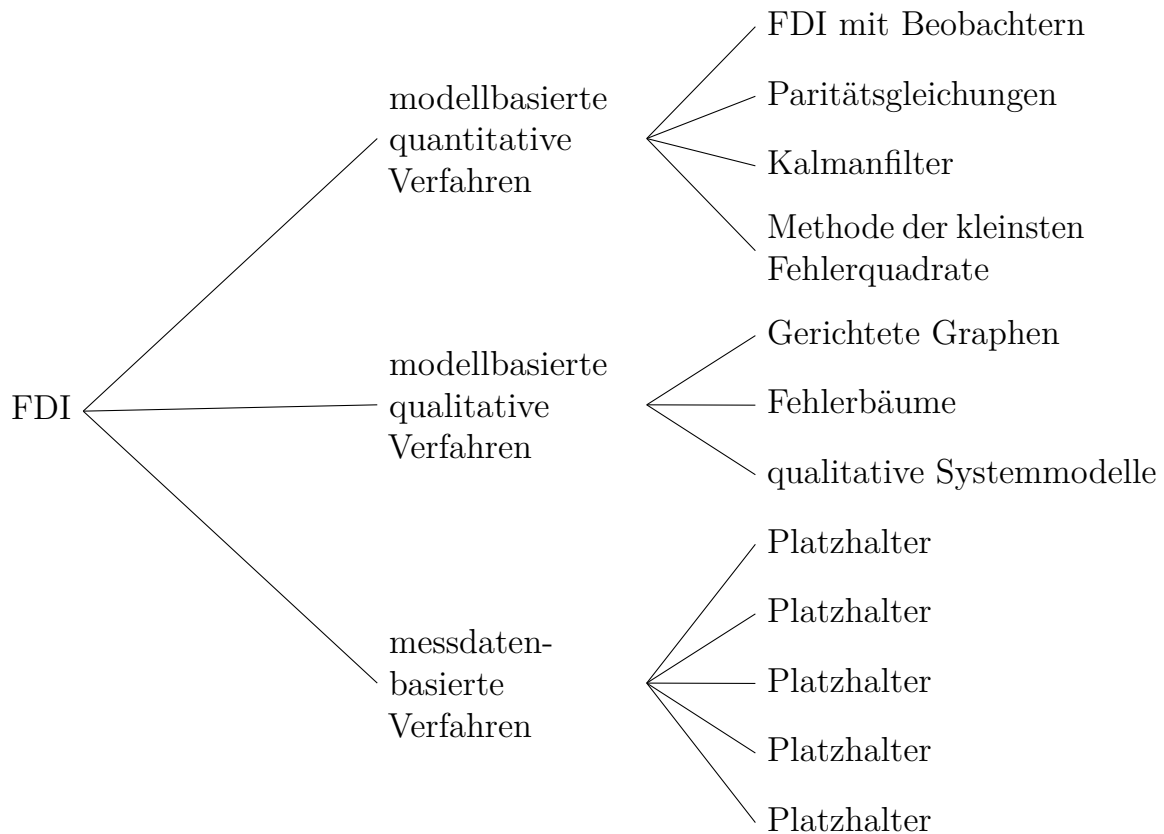 FDI
modellbasierte
quantitative
Verfahren
FDI mit Beobachtern
Paritätsgleichungen
Kalmanfilter
Methode der kleinsten
Fehlerquadrate
modellbasierte
qualitative
Verfahren
Gerichtete Graphen
Fehlerbäume
qualitative Systemmodelle
messdaten-
basierte
Verfahren
Platzhalter
Platzhalter
Platzhalter
Platzhalter
Platzhalter